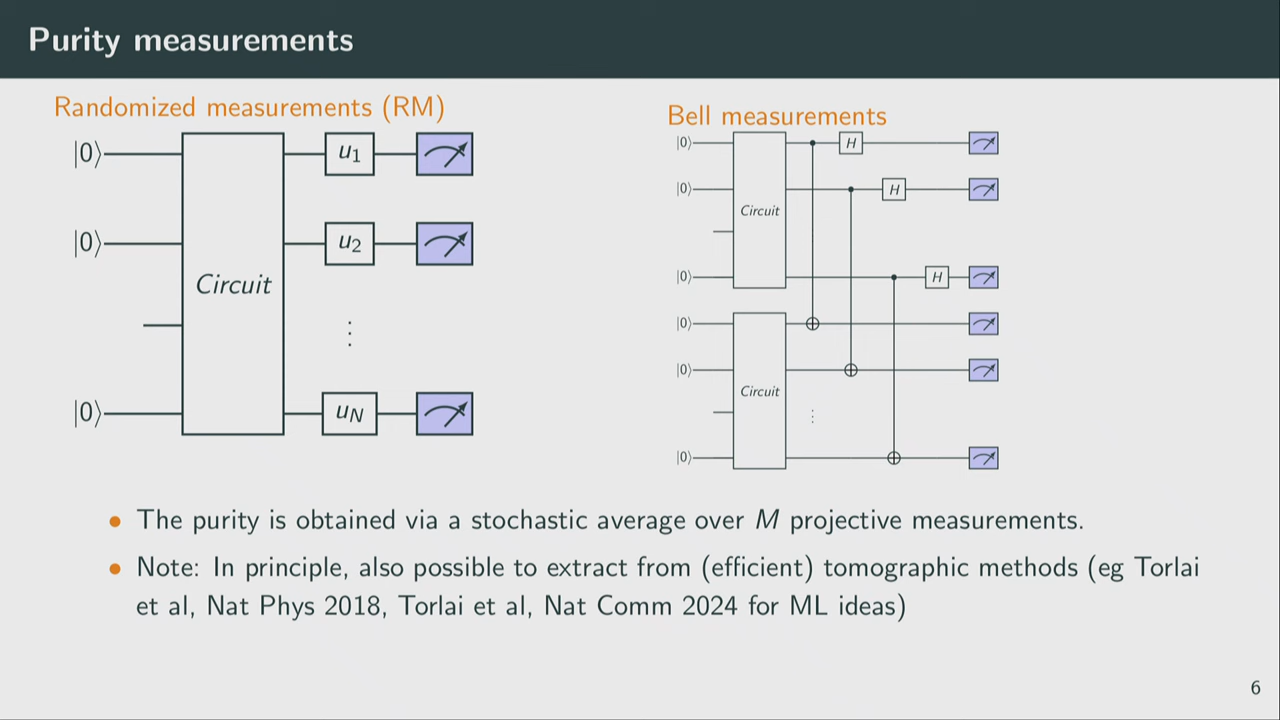 Purity measurements
Randomized measurements (RM)
|0⟩
u1
|0⟩
u2
Circuit
⋮
|0⟩
uN
Bell measurements
|0⟩
H
|0⟩
H
Circuit
|0⟩
H
|0⟩
|0⟩
Circuit
⋮
|0⟩
• The purity is obtained via a stochastic average over M projective measurements.
• Note: In principle, also possible to extract from (efficient) tomographic methods (eg Torlai
et al, Nat Phys 2018, Torlai et al, Nat Comm 2024 for ML ideas)
6